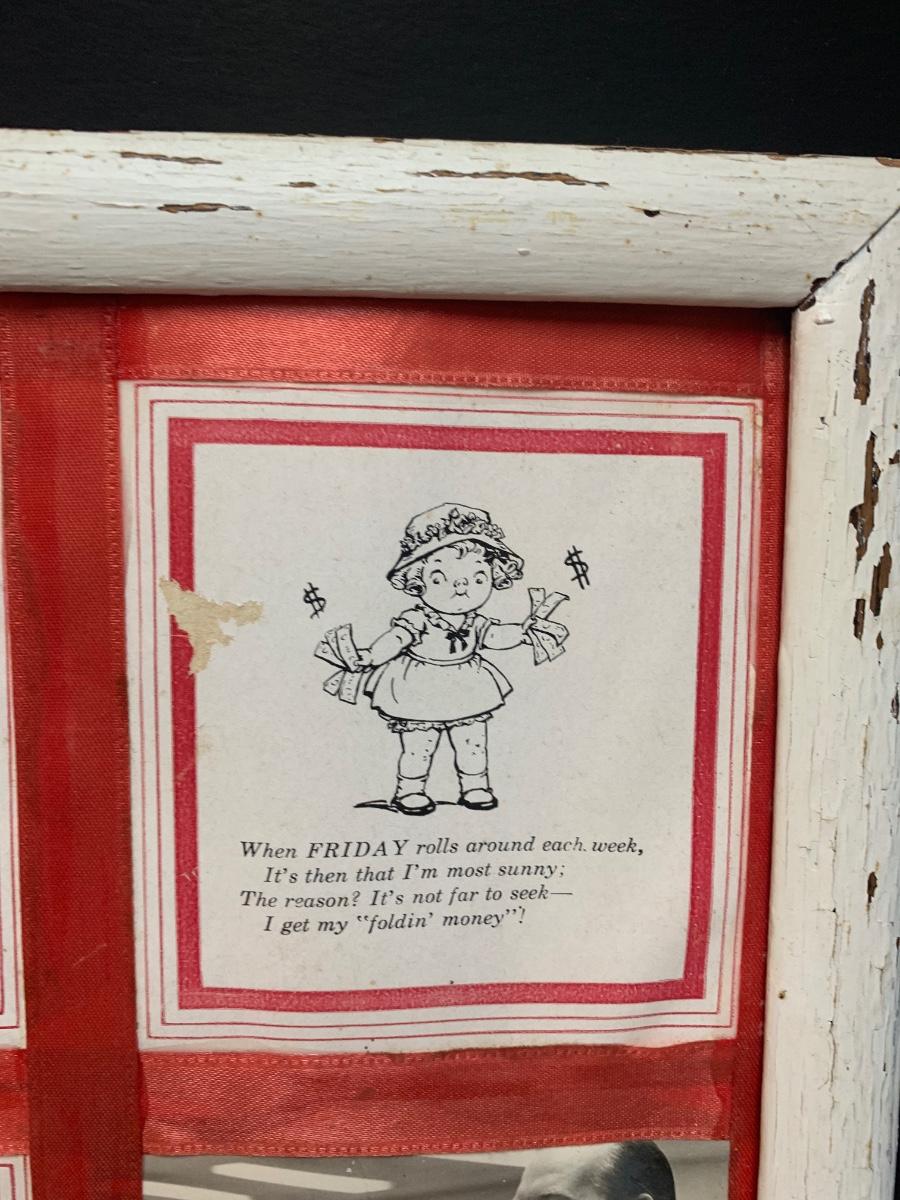 $ $
When FRIDAY rolls around each week,
It's then that I'm most sunny;
The reason? It's not far to seek—
I get my "foldin' money"!